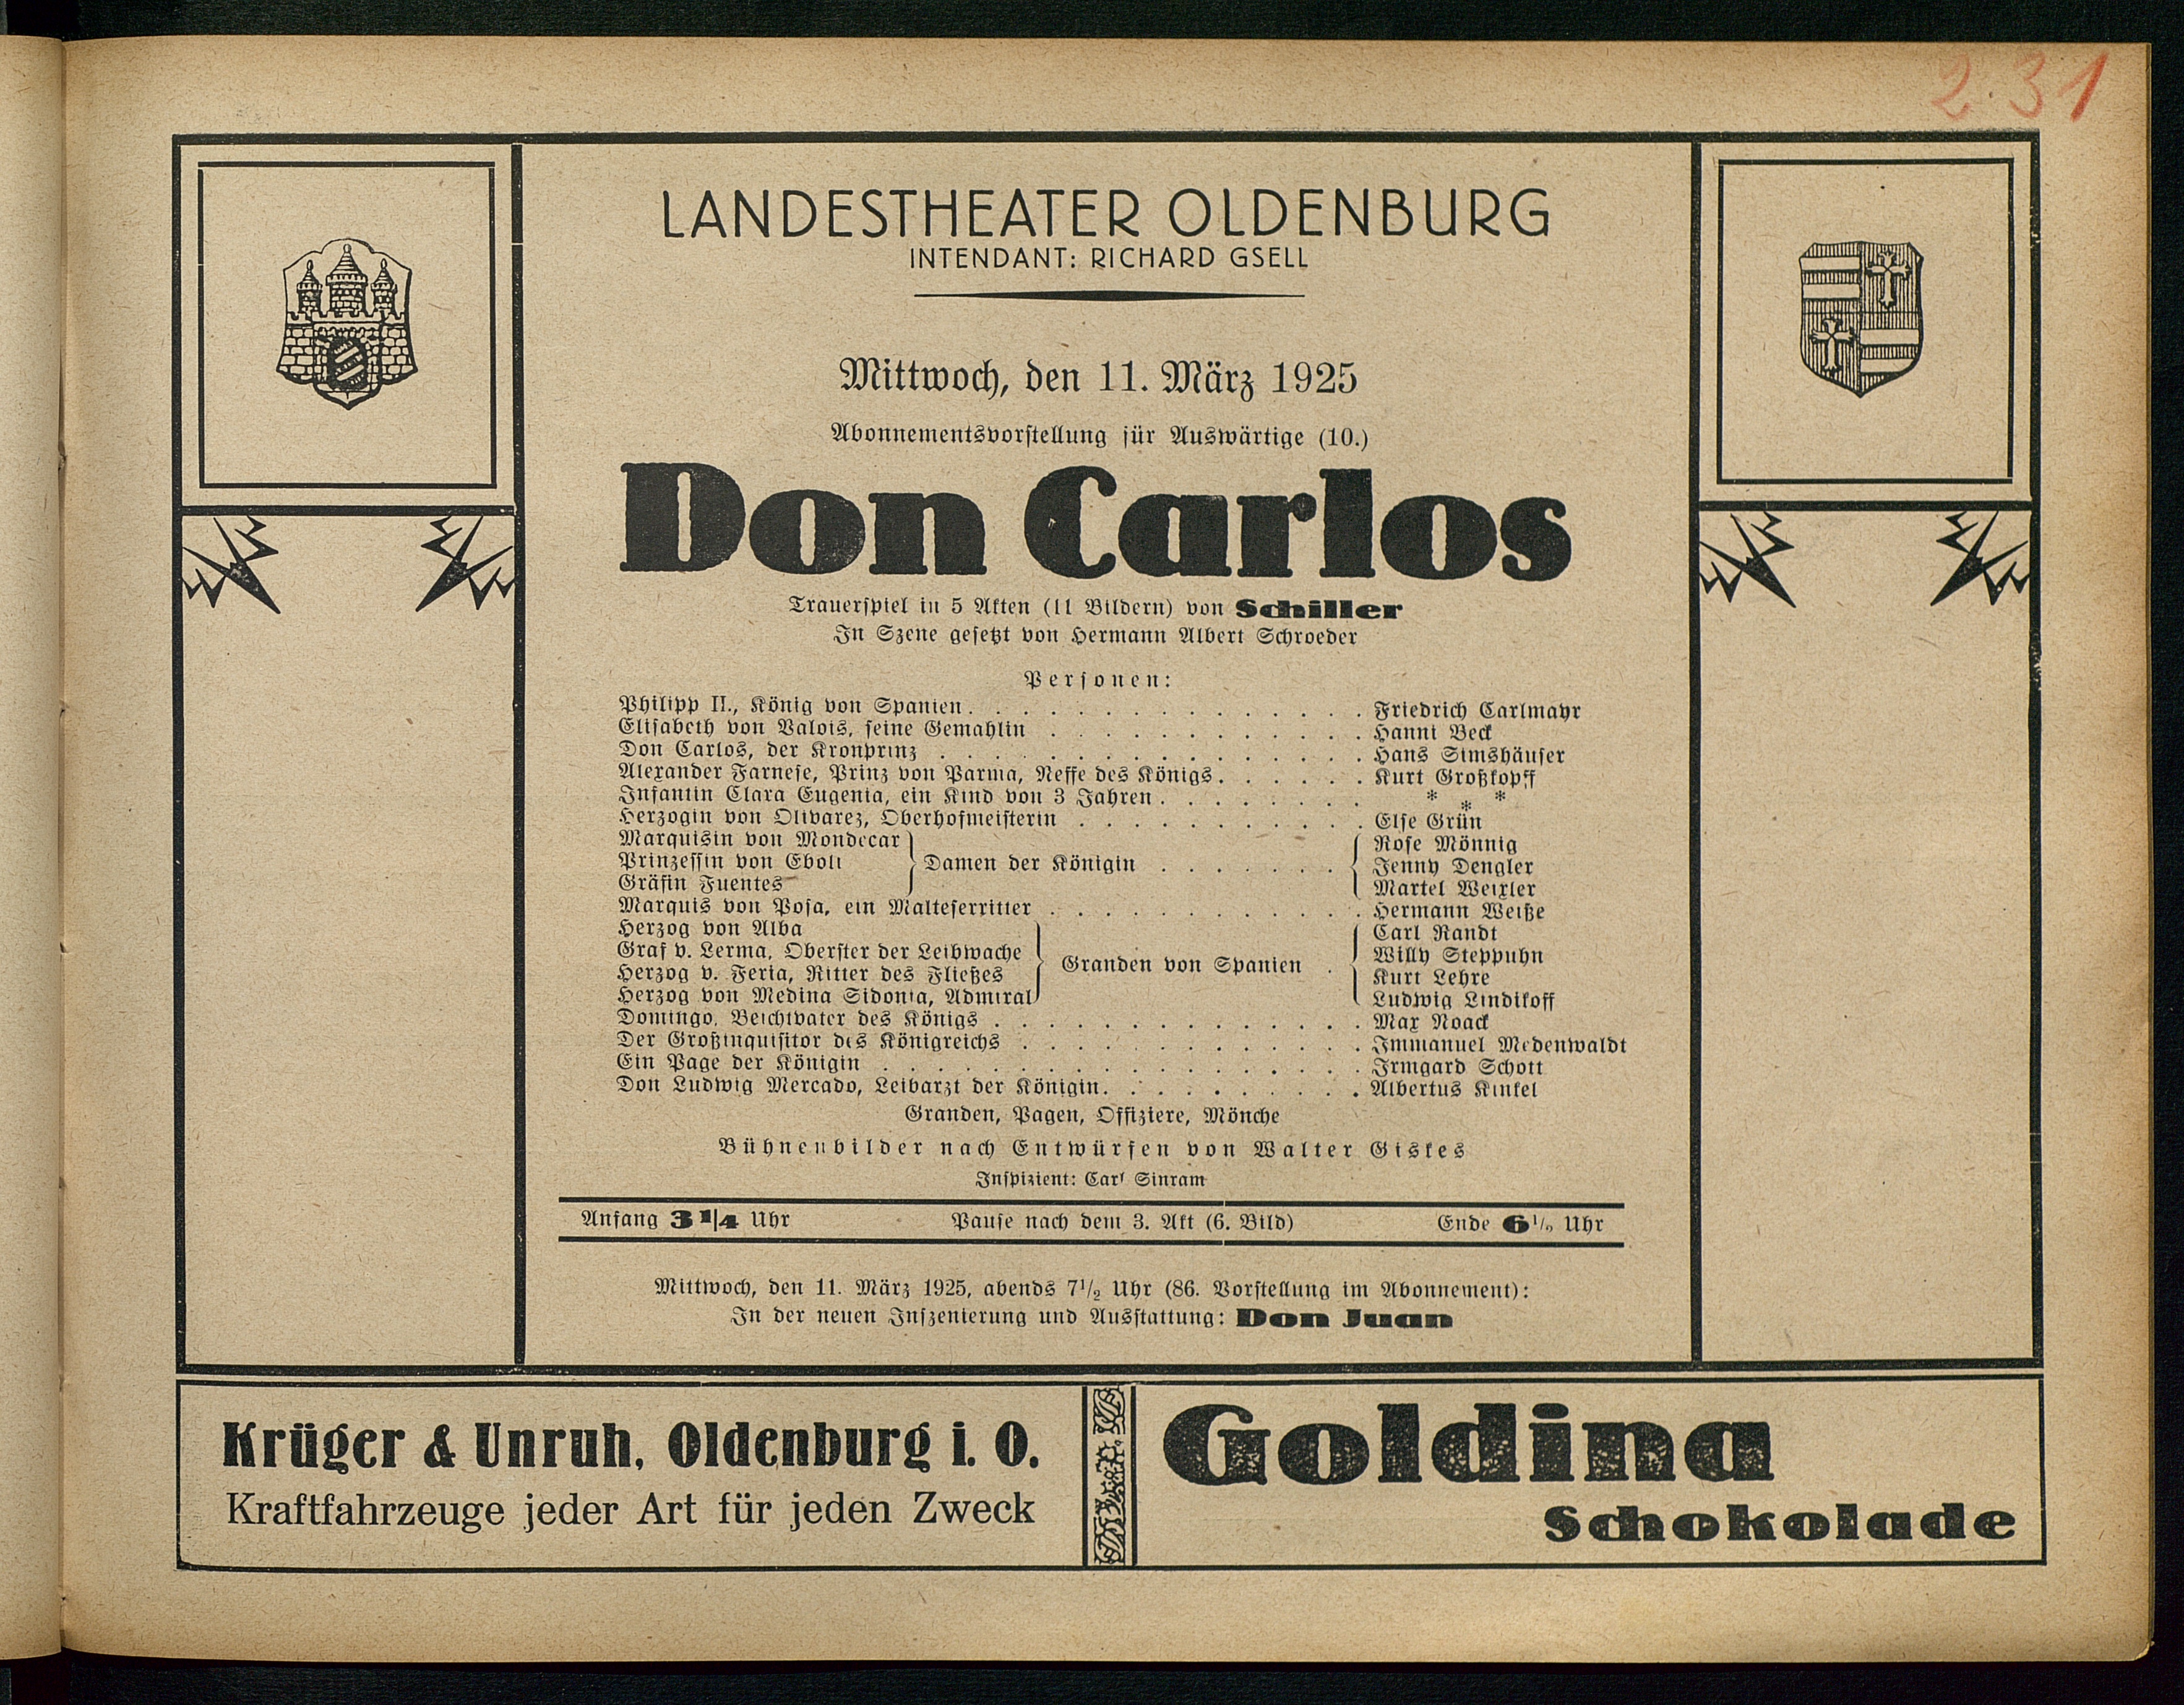 231
LANDESTHEATER OLDENBURG
INTENDANT: RICHARD GSELL
Mittwoch, den 11. März 1925
Abonnementsvorstellung für Auswärtige (10.)
Don Carlos
Trauerspiel in 5 Akten (11 Bildern) von Schiller
In Szene gesetzt von Hermann Albert Schroeder
Personen:
Philipp II., König von Spanien . . . . . . . . . . . . . . . Friedrich Carlmayr
Elisabeth von Valois, seine Gemahlin . . . . . . . . . . . . Hanni Beck
Don Carlos, der Kronprinz . . . . . . . . . . . . . . . . Hans Simshäuser
Alexander Farnese, Prinz von Parma, Neffe des Königs . . . . . . Kurt Großkopff
Infantin Clara Eugenia, ein Kind von 3 Jahren . . . . . . . . * * *
Herzogin von Olivarez, Oberhofmeisterin . . . . . . . . . . . Else Grün
Marquisin von Mondecar } { Rose Mönnig
Prinzessin von Eboli } Damen der Königin . . . . . . . { Jenny Dengler
Gräfin Fuentes } { Martel Weixler
Marquis von Posa, ein Malteserritter . . . . . . . . . . . . Hermann Weiße
Herzog von Alba } { Carl Randt
Graf v. Lerma, Oberster der Leibwache } Granden von Spanien . { Willy Steppuhn
Herzog v. Feria, Ritter des Fließes } { Kurt Lehre
Herzog von Medina Sidonia, Admiral } { Ludwig Lindikoff
Domingo, Beichtvater des Königs . . . . . . . . . . . . . . Max Noack
Der Großinquisitor des Königreichs . . . . . . . . . . . . . Immanuel Medenwaldt
Ein Page der Königin . . . . . . . . . . . . . . . . . . Irmgard Schott
Don Ludwig Mercado, Leibarzt der Königin . . . . . . . . . . Albertus Kinkel
Granden, Pagen, Offiziere, Mönche
Bühnenbilder nach Entwürfen von Walter Giskes
Inspizient: Carl Sinram
Anfang 3 1/4 Uhr Pause nach dem 3. Akt (6. Bild) Ende 6 1/2 Uhr
Mittwoch, den 11. März 1925, abends 7 1/2 Uhr (86. Vorstellung im Abonnement):
In der neuen Inszenierung und Ausstattung: Don Juan
Krüger & Unruh, Oldenburg i. O.
Kraftfahrzeuge jeder Art für jeden Zweck
Goldina
Schokolade